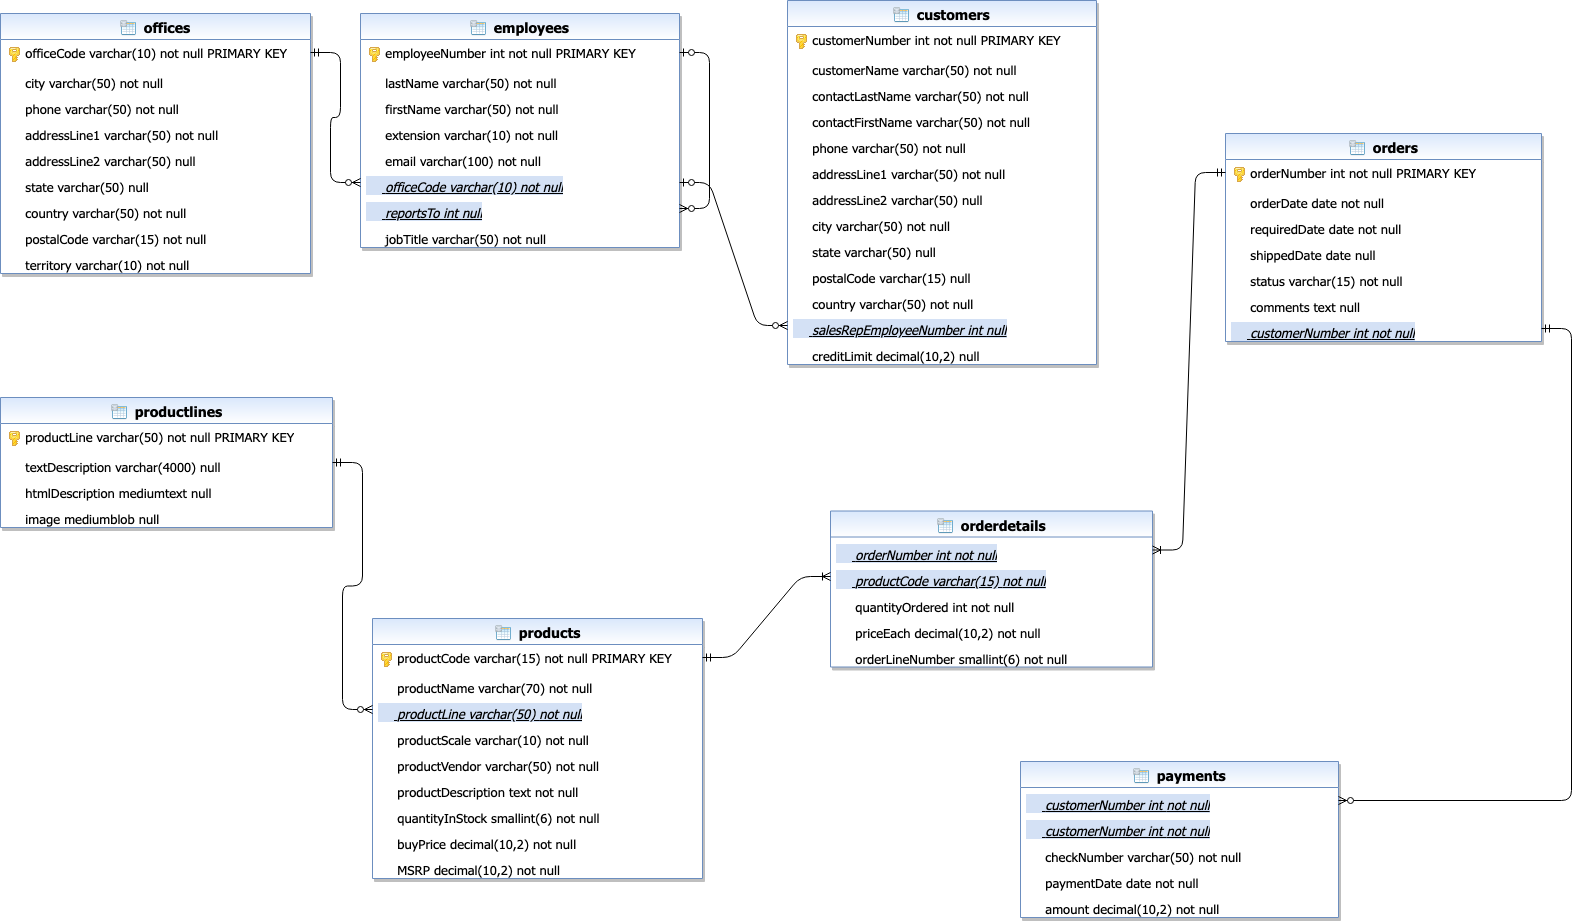 offices
officeCode varchar(10) not null PRIMARY KEY
city varchar(50) not null
phone varchar(50) not null
addressLine1 varchar(50) not null
addressLine2 varchar(50) null
state varchar(50) null
country varchar(50) not null
postalCode varchar(15) not null
territory varchar(10) not null
employees
employeeNumber int not null PRIMARY KEY
lastName varchar(50) not null
firstName varchar(50) not null
extension varchar(10) not null
email varchar(100) not null
officeCode varchar(10) not null
reportsTo int null
jobTitle varchar(50) not null
customers
customerNumber int not null PRIMARY KEY
customerName varchar(50) not null
contactLastName varchar(50) not null
contactFirstName varchar(50) not null
phone varchar(50) not null
addressLine1 varchar(50) not null
addressLine2 varchar(50) null
city varchar(50) not null
state varchar(50) null
postalCode varchar(15) null
country varchar(50) not null
salesRepEmployeeNumber int null
creditLimit decimal(10,2) null
orders
orderNumber int not null PRIMARY KEY
orderDate date not null
requiredDate date not null
shippedDate date null
status varchar(15) not null
comments text null
customerNumber int not null
productlines
productLine varchar(50) not null PRIMARY KEY
textDescription varchar(4000) null
htmlDescription mediumtext null
image mediumblob null
products
productCode varchar(15) not null PRIMARY KEY
productName varchar(70) not null
productLine varchar(50) not null
productScale varchar(10) not null
productVendor varchar(50) not null
productDescription text not null
quantityInStock smallint(6) not null
buyPrice decimal(10,2) not null
MSRP decimal(10,2) not null
orderdetails
orderNumber int not null
productCode varchar(15) not null
quantityOrdered int not null
priceEach decimal(10,2) not null
orderLineNumber smallint(6) not null
payments
customerNumber int not null
customerNumber int not null
checkNumber varchar(50) not null
paymentDate date not null
amount decimal(10,2) not null